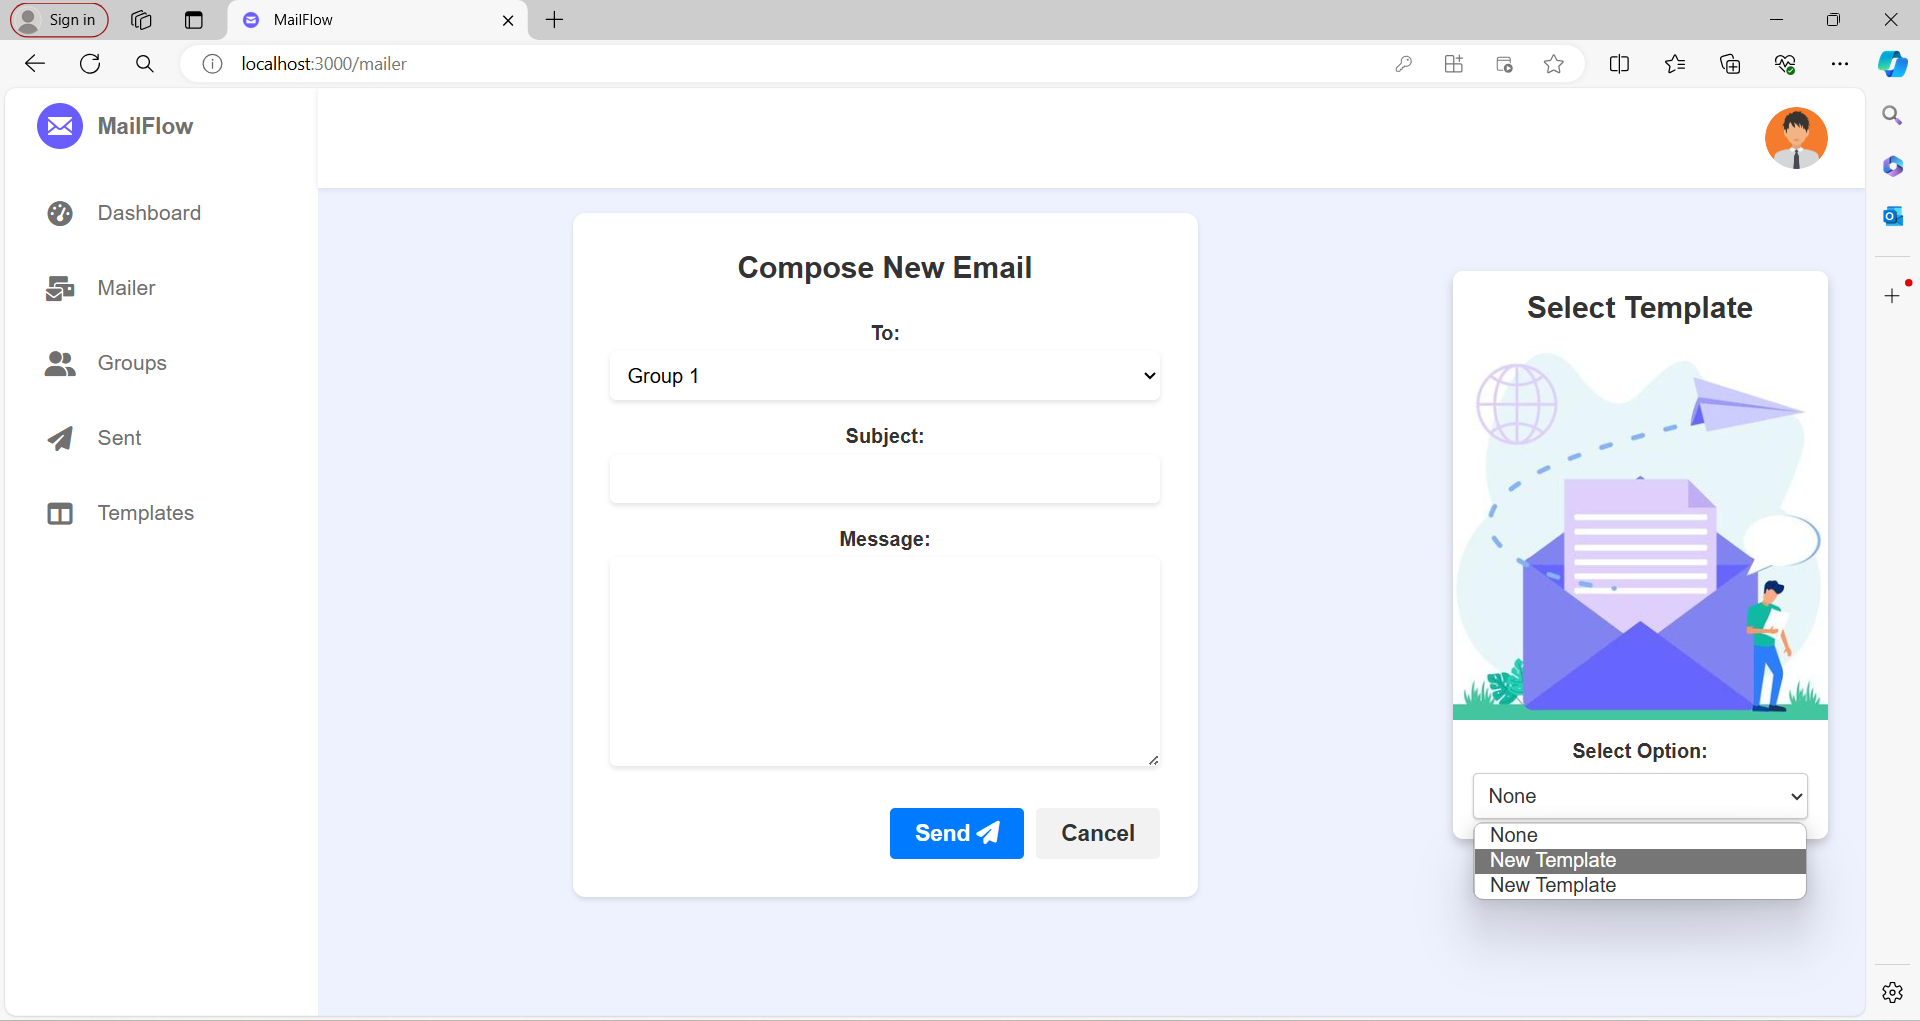 Sign in
MailFlow
localhost:3000/mailer
MailFlow
Dashboard
Mailer
Groups
Sent
Templates
Compose New Email
To:
Group 1
Subject:
Message:
Send
Cancel
Select Template
Select Option:
None
None
New Template
New Template